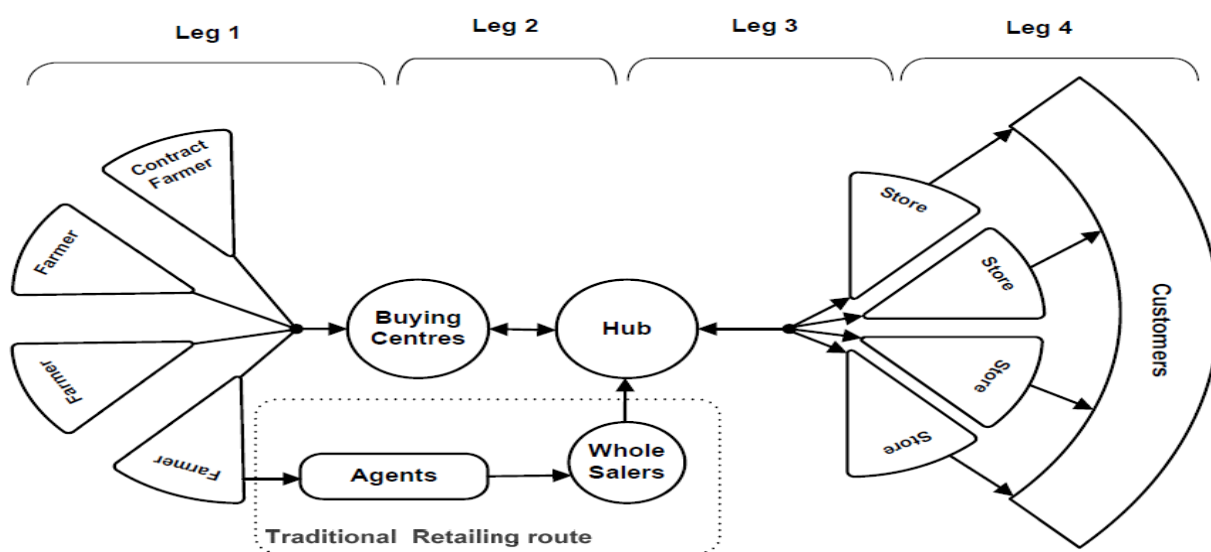 Leg 1
Leg 2
Leg 3
Leg 4
Contract
Farmer
Farmer
Farmer
Farmer
Buying
Centres
Hub
Store
Store
Store
Store
Customers
Agents
Whole
Salers
Traditional Retailing route